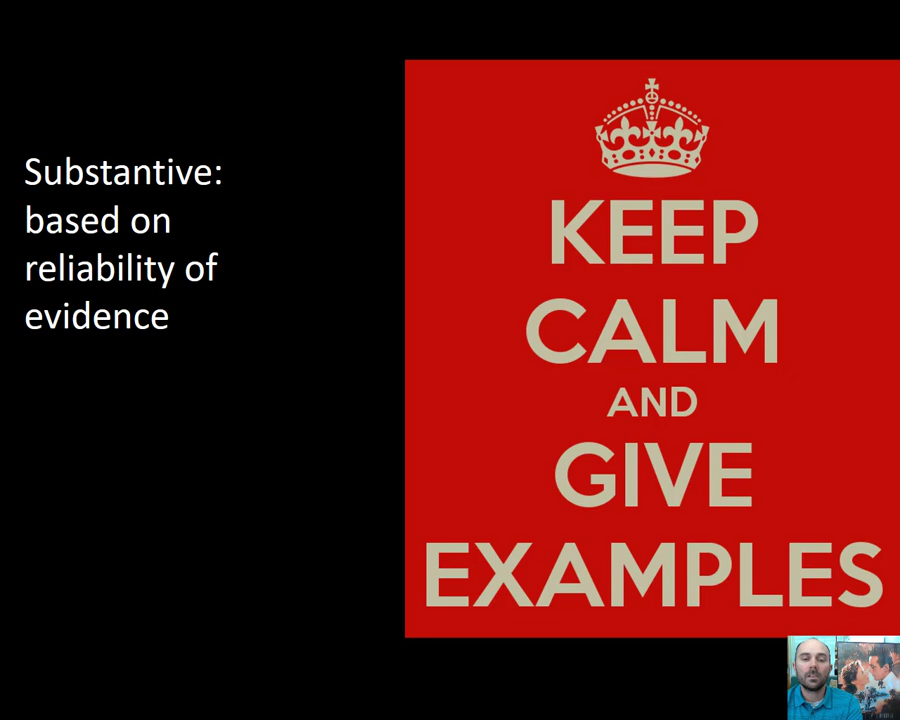 Substantive:
based on
reliability of
evidence
KEEP
CALM
AND
GIVE
EXAMPLES